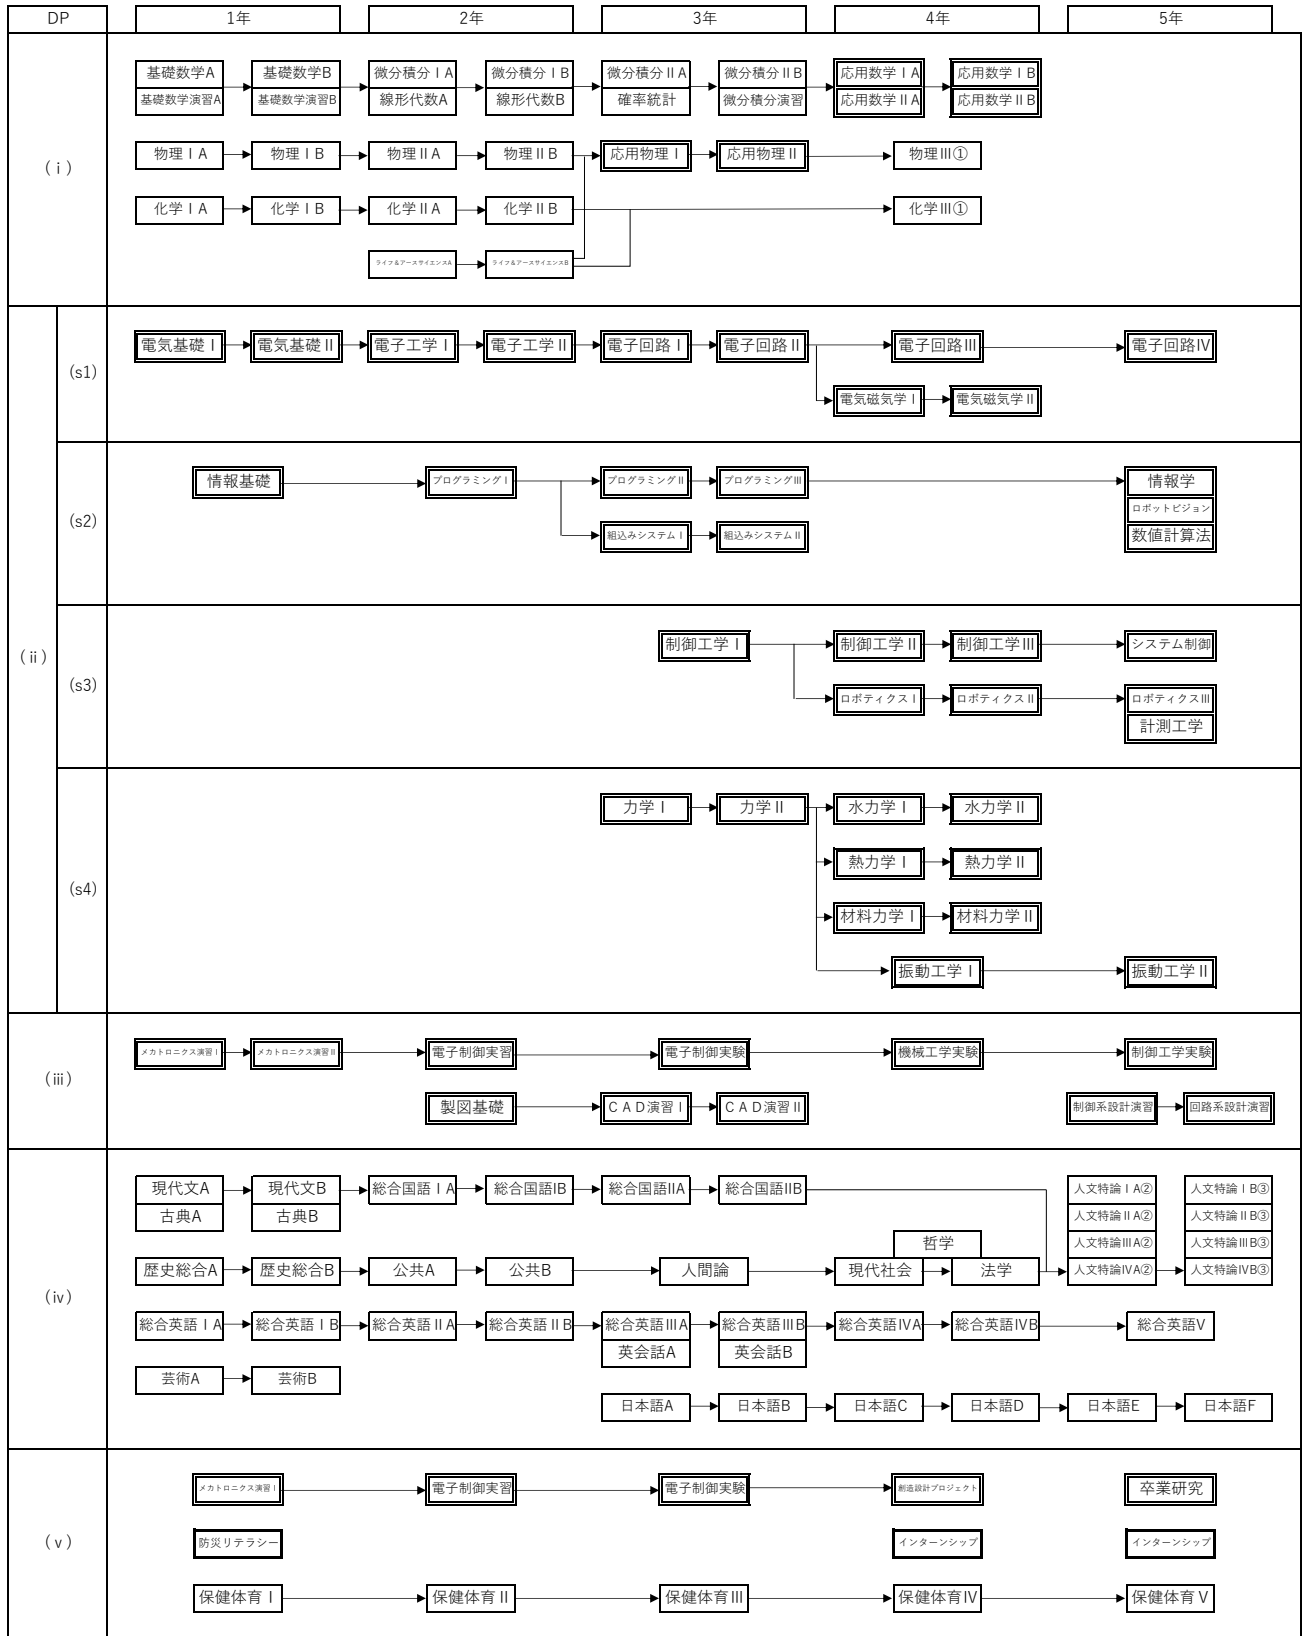 DP 1年 2年 3年 4年 5年
(ⅰ)
基礎数学A 基礎数学B 微分積分ⅠA 微分積分ⅠB 微分積分ⅡA 微分積分ⅡB 応用数学ⅠA 応用数学ⅠB
基礎数学演習A 基礎数学演習B 線形代数A 線形代数B 確率統計 微分積分演習 応用数学ⅡA 応用数学ⅡB
物理ⅠA 物理ⅠB 物理ⅡA 物理ⅡB 応用物理Ⅰ 応用物理Ⅱ 物理Ⅲ①
化学ⅠA 化学ⅠB 化学ⅡA 化学ⅡB 化学Ⅲ①
ライフ&アースサイエンスA ライフ&アースサイエンスB
(ⅱ)
(s1)
電気基礎Ⅰ 電気基礎Ⅱ 電子工学Ⅰ 電子工学Ⅱ 電子回路Ⅰ 電子回路Ⅱ 電子回路Ⅲ 電子回路Ⅳ
電気磁気学Ⅰ 電気磁気学Ⅱ
(s2)
情報基礎 プログラミングⅠ プログラミングⅡ プログラミングⅢ 情報学
ロボットビジョン
組込みシステムⅠ 組込みシステムⅡ 数値計算法
(s3)
制御工学Ⅰ 制御工学Ⅱ 制御工学Ⅲ システム制御
ロボティクスⅠ ロボティクスⅡ ロボティクスⅢ
計測工学
(s4)
力学Ⅰ 力学Ⅱ 水力学Ⅰ 水力学Ⅱ
熱力学Ⅰ 熱力学Ⅱ
材料力学Ⅰ 材料力学Ⅱ
振動工学Ⅰ 振動工学Ⅱ
(ⅲ)
メカトロニクス演習Ⅰ メカトロニクス演習Ⅱ 電子制御実習 電子制御実験 機械工学実験 制御工学実験
製図基礎 CAD演習Ⅰ CAD演習Ⅱ 制御系設計演習 回路系設計演習
(ⅳ)
現代文A 現代文B 総合国語ⅠA 総合国語ⅠB 総合国語ⅡA 総合国語ⅡB 人文特論ⅠA② 人文特論ⅠB③
古典A 古典B 人文特論ⅡA② 人文特論ⅡB③
哲学 人文特論ⅢA② 人文特論ⅢB③
歴史総合A 歴史総合B 公共A 公共B 人間論 現代社会 法学 人文特論ⅣA② 人文特論ⅣB③
総合英語ⅠA 総合英語ⅠB 総合英語ⅡA 総合英語ⅡB 総合英語ⅢA 総合英語ⅢB 総合英語ⅣA 総合英語ⅣB 総合英語Ⅴ
英会話A 英会話B
芸術A 芸術B
日本語A 日本語B 日本語C 日本語D 日本語E 日本語F
(ⅴ)
メカトロニクス演習Ⅰ 電子制御実習 電子制御実験 創造設計プロジェクト 卒業研究
防災リテラシー インターンシップ インターンシップ
保健体育Ⅰ 保健体育Ⅱ 保健体育Ⅲ 保健体育Ⅳ 保健体育Ⅴ